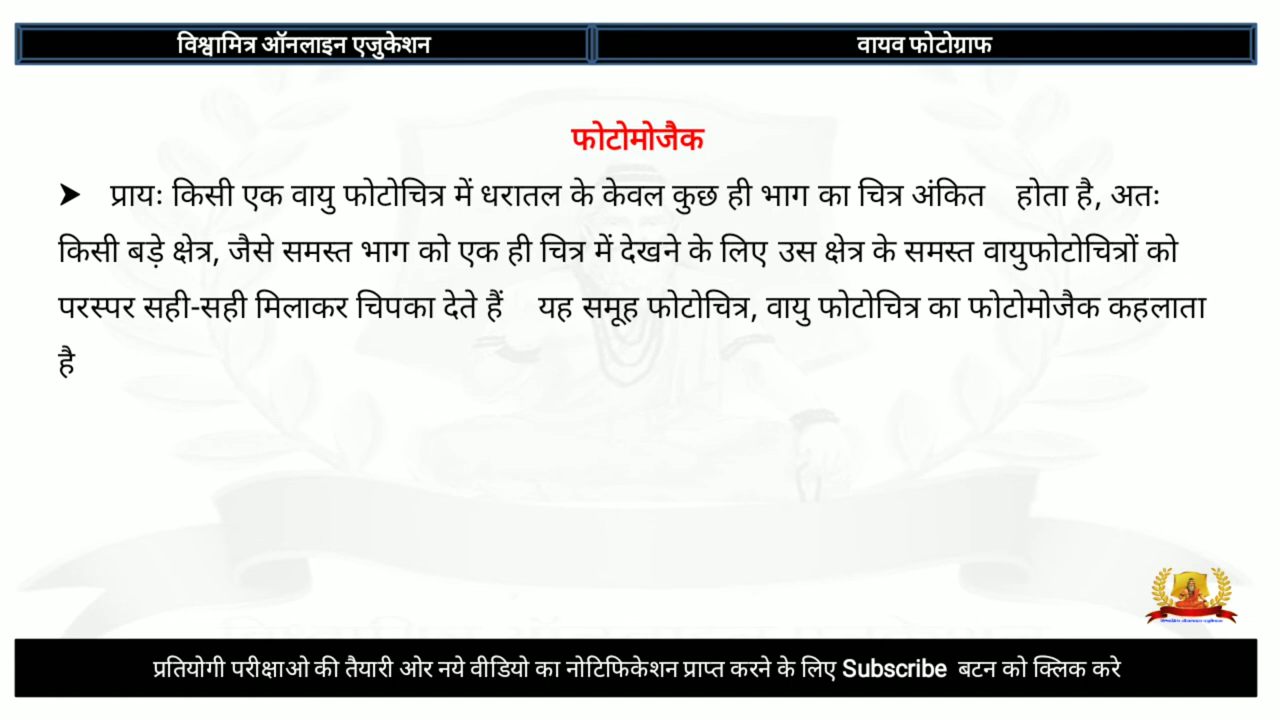 विश्वामित्र ऑनलाइन एजुकेशन
वायव फोटोग्राफ
फोटोमोजैक
➤ प्रायः किसी एक वायु फोटोचित्र में धरातल के केवल कुछ ही भाग का चित्र अंकित होता है, अतः
किसी बड़े क्षेत्र, जैसे समस्त भाग को एक ही चित्र में देखने के लिए उस क्षेत्र के समस्त वायुफोटोचित्रों को
परस्पर सही-सही मिलाकर चिपका देते हैं यह समूह फोटोचित्र, वायु फोटोचित्र का फोटोमोजैक कहलाता
है
प्रतियोगी परीक्षाओ की तैयारी ओर नये वीडियो का नोटिफिकेशन प्राप्त करने के लिए Subscribe बटन को क्लिक करे